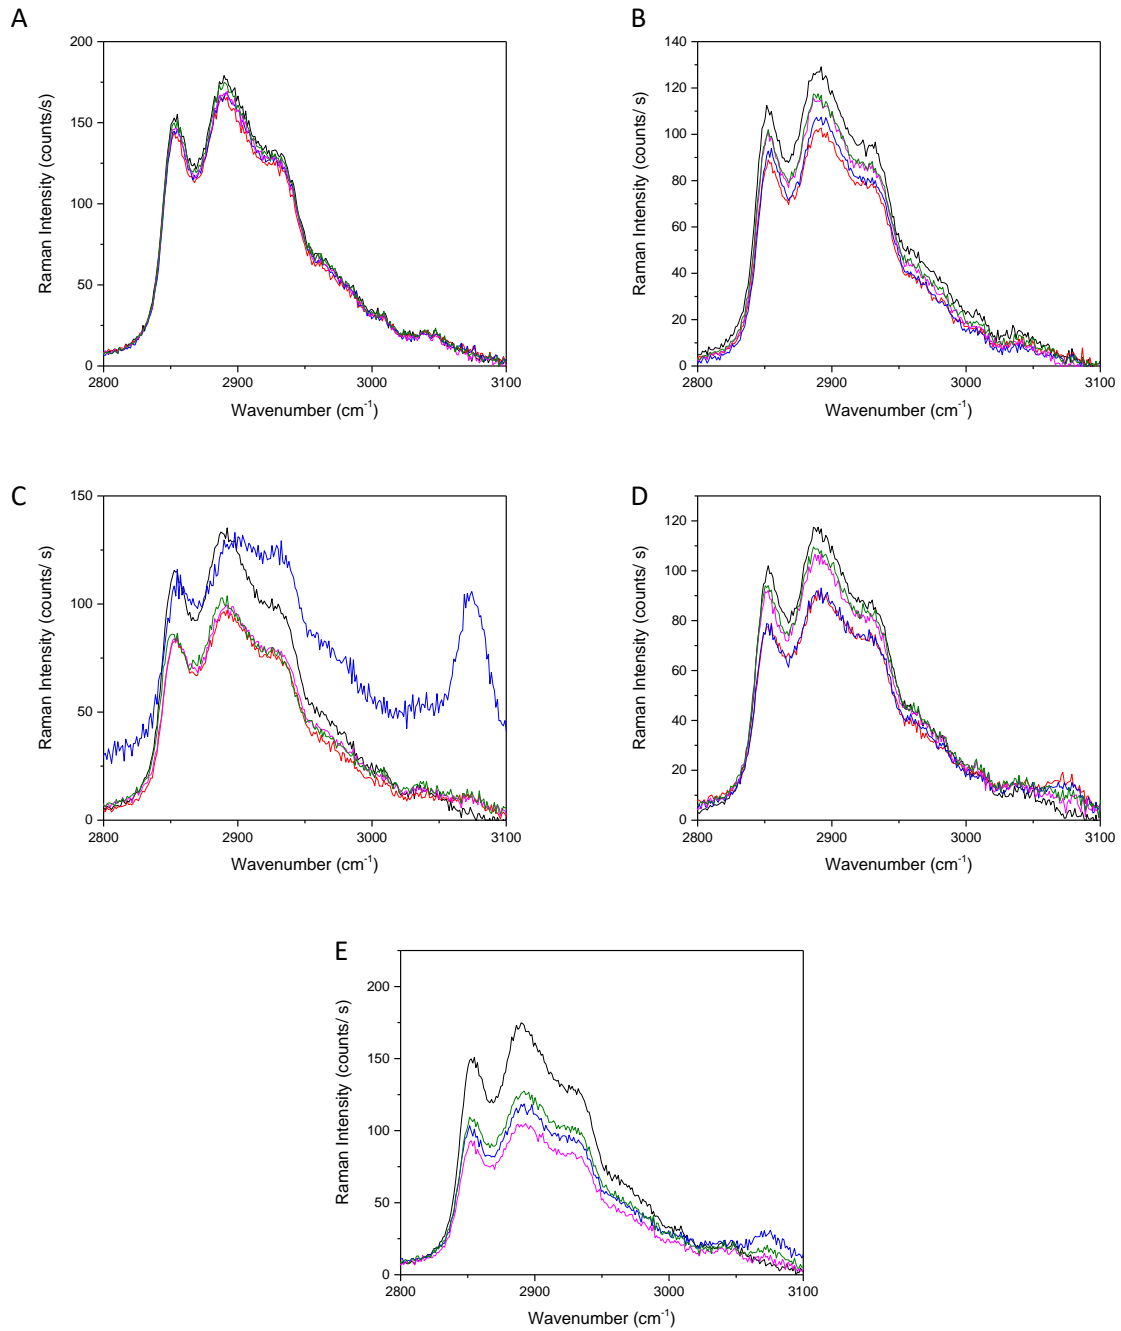 A
200
150
100
50
0
2800 2900 3000 3100
Wavenumber (cm-1)
Raman Intensity (counts/s)
B
140
120
100
80
60
40
20
0
2800 2900 3000 3100
Wavenumber (cm-1)
Raman Intensity (counts/ s)
C
150
100
50
0
2800 2900 3000 3100
Wavenumber (cm-1)
Raman Intensity (counts/ s)
D
120
100
80
60
40
20
0
2800 2900 3000 3100
Wavenumber (cm-1)
Raman Intensity (counts/ s)
E
200
150
100
50
0
2800 2900 3000 3100
Wavenumber (cm-1)
Raman Intensity (counts/ s)